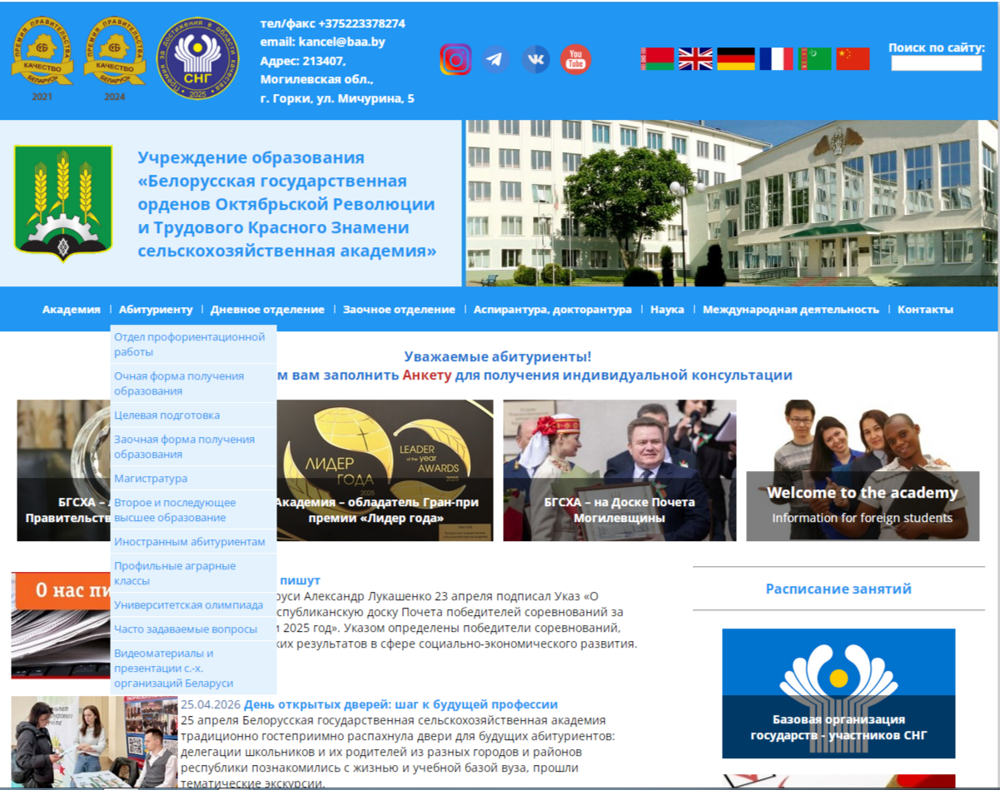 ПРЕМИЯ ПРАВИТЕЛЬСТВА
СБ
КАЧЕСТВО
БЕЛАРУСИ
2021
ПРЕМИЯ ПРАВИТЕЛЬСТВА
СБ
КАЧЕСТВО
БЕЛАРУСИ
2024
Премия за достижения в области качества
СНГ
2025
тел/факс +375223378274
email: kancel@baa.by
Адрес: 213407,
Могилевская обл.,
г. Горки, ул. Мичурина, 5
You
Tube
Поиск по сайту:
Учреждение образования
«Белорусская государственная
орденов Октябрьской Революции
и Трудового Красного Знамени
сельскохозяйственная академия»
Академия | Абитуриенту | Дневное отделение | Заочное отделение | Аспирантура, докторантура | Наука | Международная деятельность | Контакты
Отдел профориентационной
работы
Очная форма получения
образования
Целевая подготовка
Заочная форма получения
образования
Магистратура
Второе и последующее
высшее образование
Иностранным абитуриентам
Профильные аграрные
классы
Университетская олимпиада
Часто задаваемые вопросы
Видеоматериалы и
презентации с.-х.
организаций Беларуси
Уважаемые абитуриенты!
м вам заполнить Анкету для получения индивидуальной консультации
БГСХА –
Правительств
ЛИДЕР
ГОДА
2025
LEADER
of the year
AWARDS
2025
Академия – обладатель Гран-при
премии «Лидер года»
БГСХА – на Доске Почета
Могилевщины
Welcome to the academy
Information for foreign students
О нас пи
пишут
руси Александр Лукашенко 23 апреля подписал Указ «О
спубликанскую доску Почета победителей соревнований за
2025 год». Указом определены победители соревнований,
ких результатов в сфере социально-экономического развития.
25.04.2026 День открытых дверей: шаг к будущей профессии
25 апреля Белорусская государственная сельскохозяйственная академия
традиционно гостеприимно распахнула двери для будущих абитуриентов:
делегации школьников и их родителей из разных городов и районов
республики познакомились с жизнью и учебной базой вуза, прошли
тематические экскурсии.
Расписание занятий
Базовая организация
государств - участников СНГ